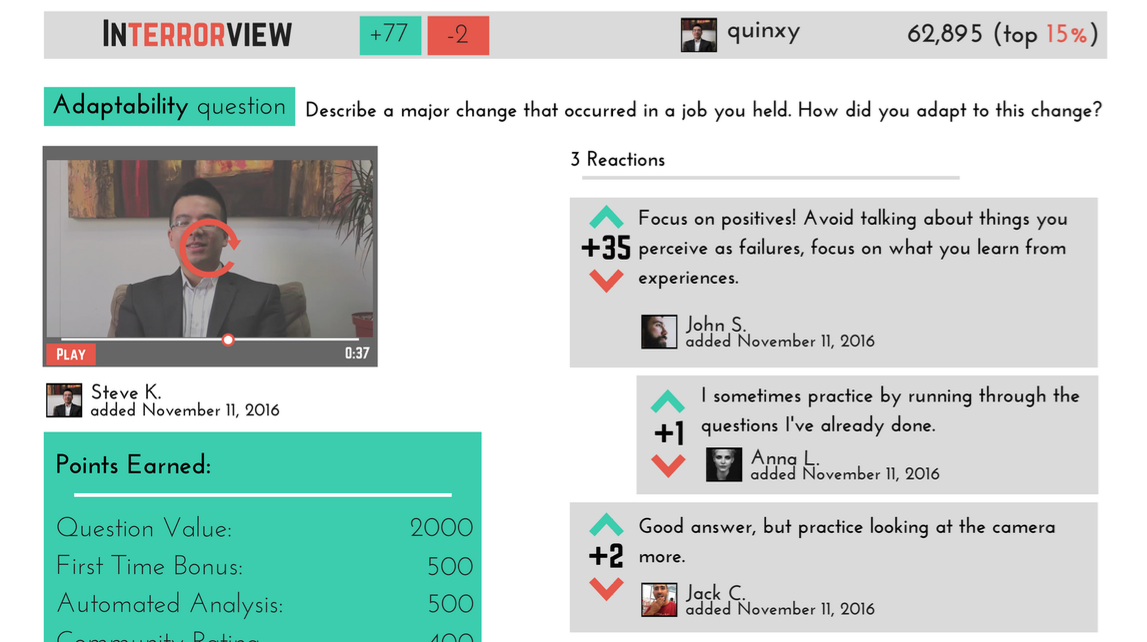 INTERRORVIEW +77 -2 quinxy 62,895 (top 15%)
Adaptability question Describe a major change that occurred in a job you held. How did you adapt to this change?
PLAY 0:37
Steve K.
added November 11, 2016
Points Earned:
Question Value: 2000
First Time Bonus: 500
Automated Analysis: 500
Community Rating 400
3 Reactions
Focus on positives! Avoid talking about things you
+35 perceive as failures, focus on what you learn from
experiences.
John S.
added November 11, 2016
I sometimes practice by running through the
+1 questions I've already done.
Anna L.
added November 11, 2016
Good answer, but practice looking at the camera
+2 more.
Jack C.
added November 11, 2016